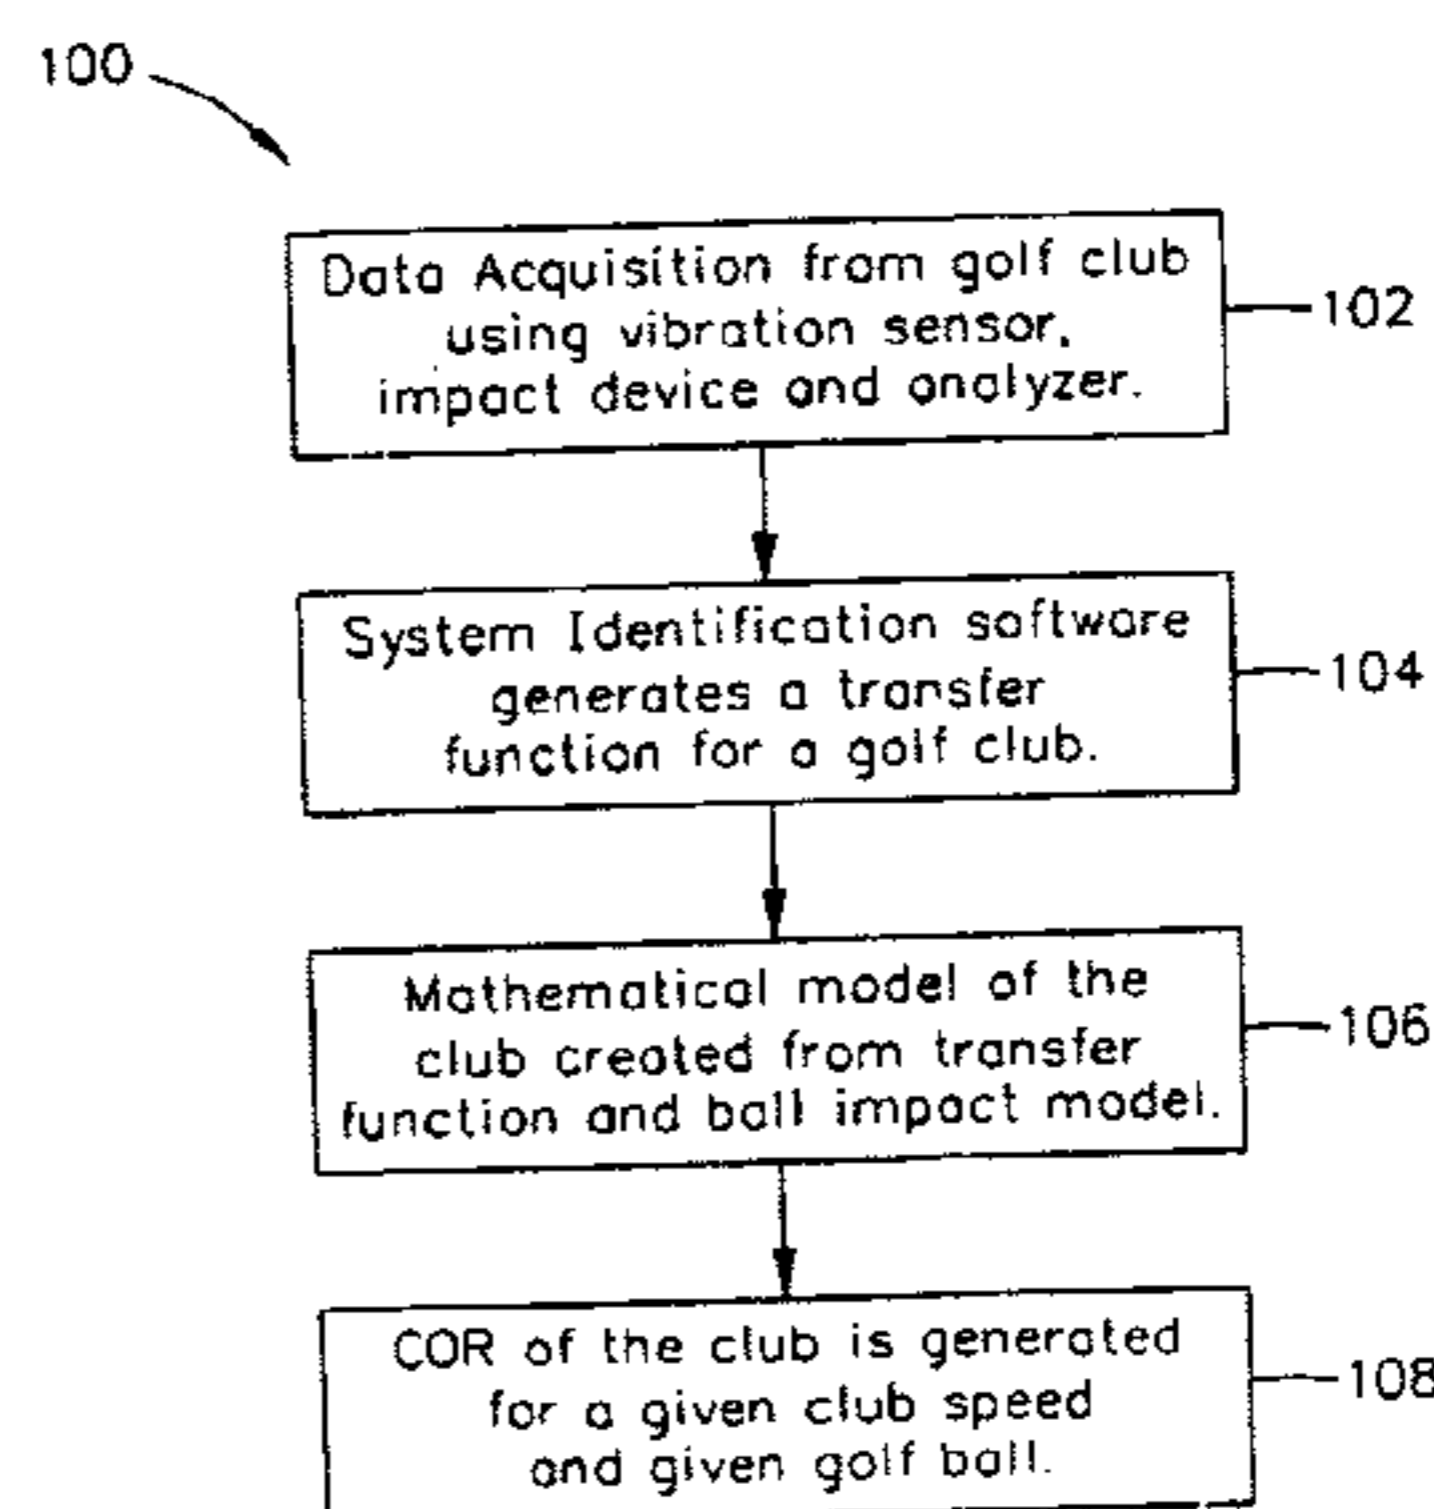 100
Data Acquisition from golf club
using vibration sensor,
impact device and analyzer.
102
System Identification software
generates a transfer
function for a golf club.
104
Mathematical model of the
club created from transfer
function and ball impact model.
106
COR of the club is generated
for a given club speed
and given golf ball.
108